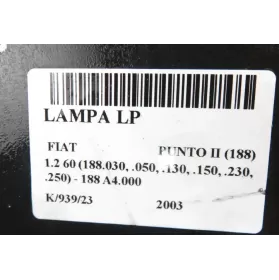 LAMPA LP
FIAT PUNTO II (188)
1.2 60 (188.030, .050, .130, .150, .230,
.250) - 188 A4.000
K/939/23 2003